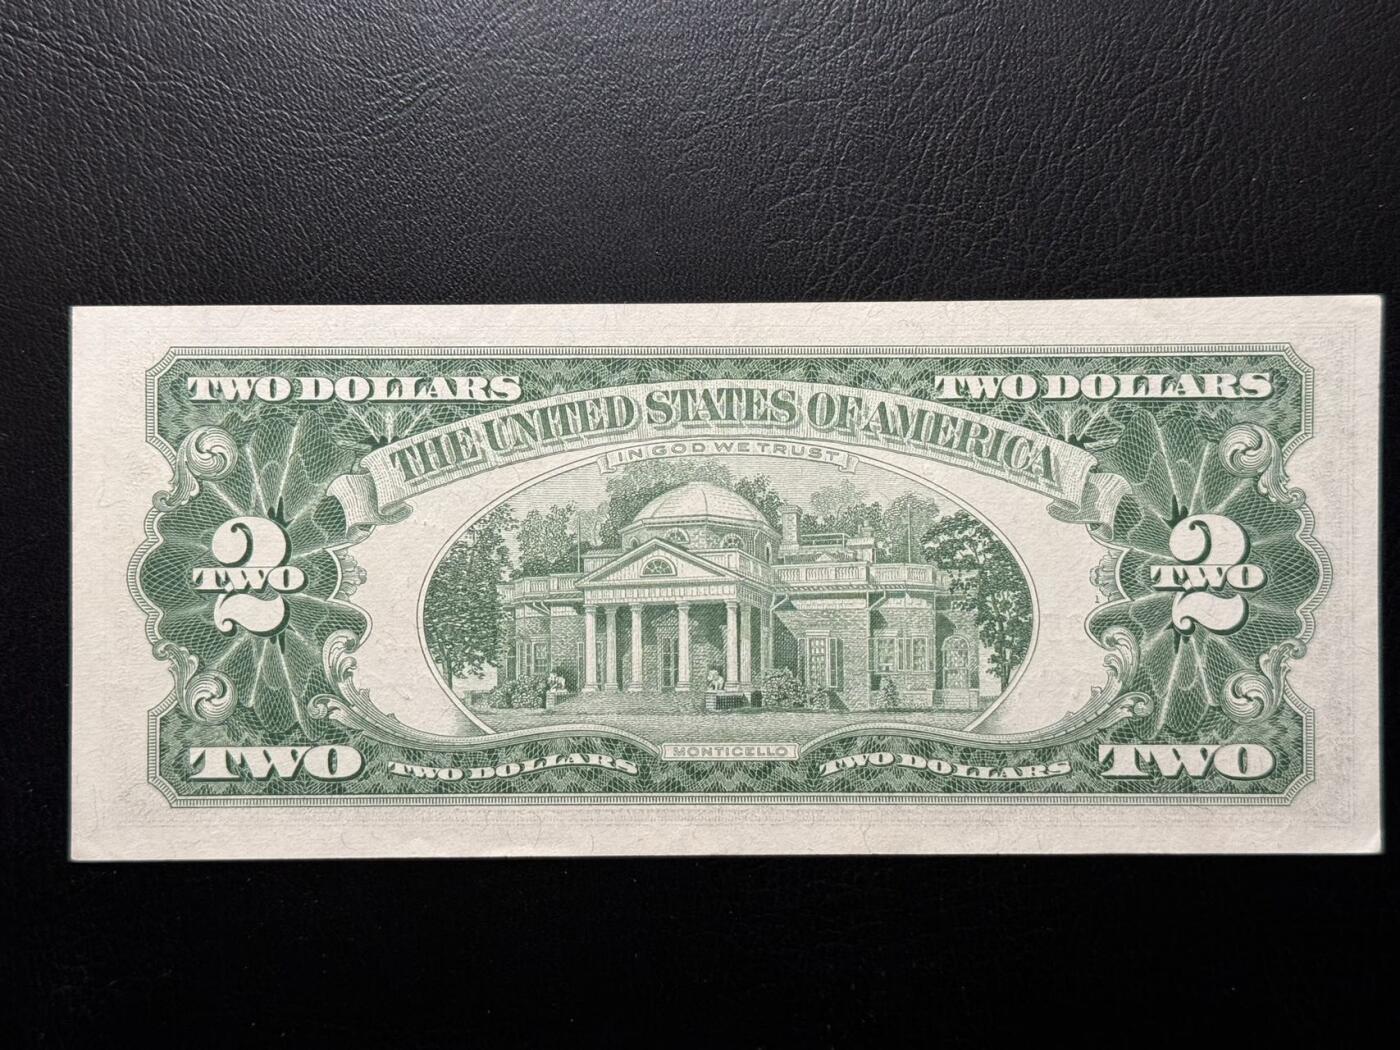 TWO DOLLARS
TWO DOLLARS
THE UNITED STATES OF AMERICA
IN GOD WE TRUST
2
TWO
2
TWO
TWO
TWO DOLLARS
MONTICELLO
TWO DOLLARS
TWO